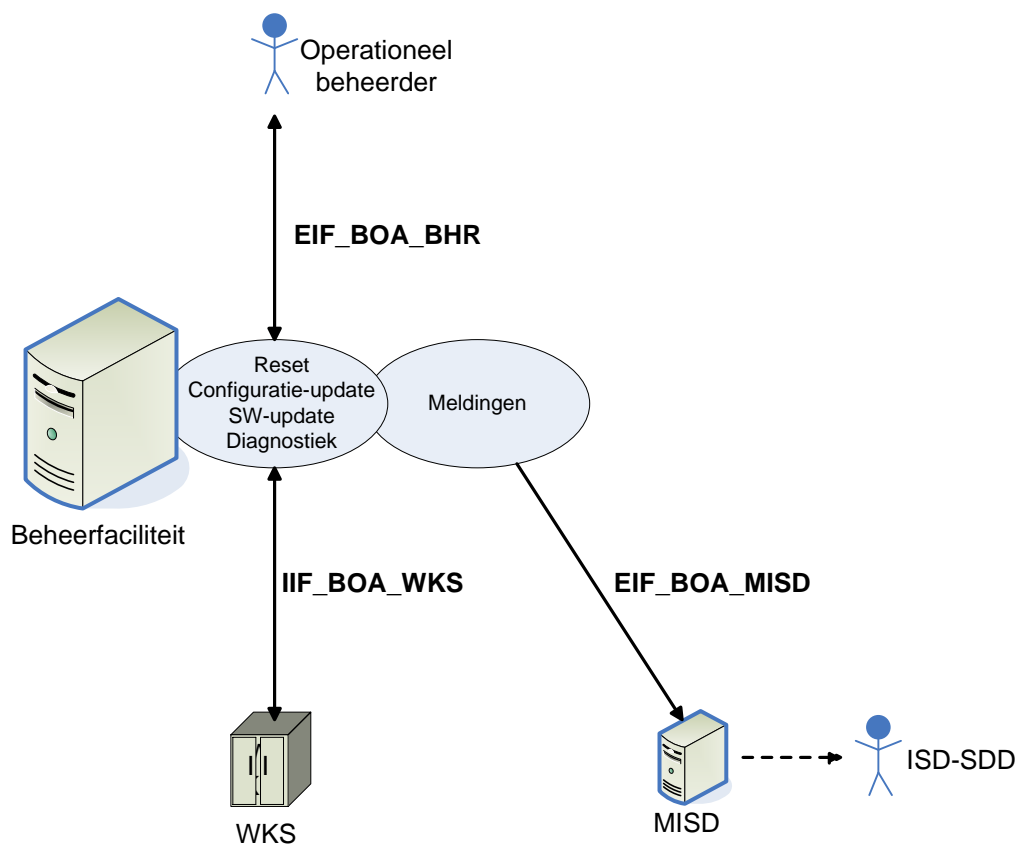 Operationeel
beheerder
EIF_BOA_BHR
Reset
Configuratie-update
SW-update
Diagnostiek
Meldingen
Beheerfaciliteit
IIF_BOA_WKS
EIF_BOA_MISD
ISD-SDD
WKS
MISD